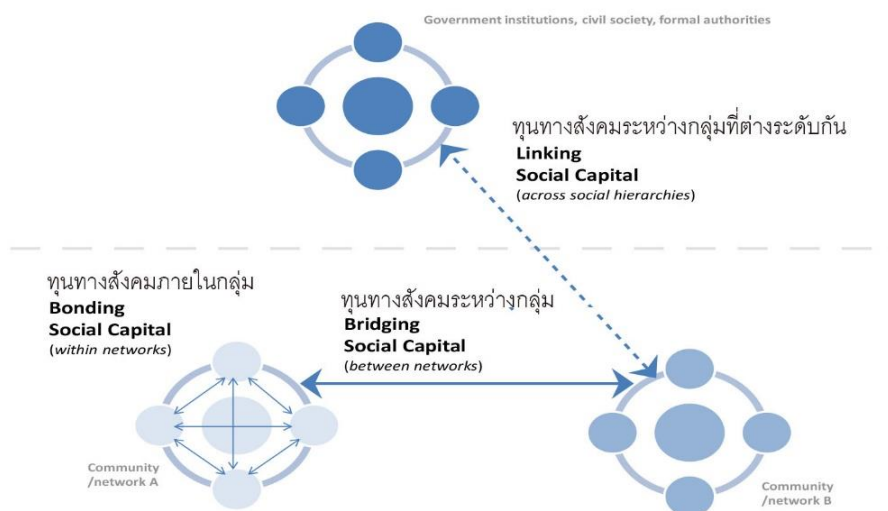 Government institutions, civil society, formal authorities
ทุนทางสังคมระหว่างกลุ่มที่ต่างระดับกัน
Linking
Social Capital
(across social hierarchies)
ทุนทางสังคมภายในกลุ่ม
Bonding
Social Capital
(within networks)
ทุนทางสังคมระหว่างกลุ่ม
Bridging
Social Capital
(between networks)
Community
/network A
Community
/network B